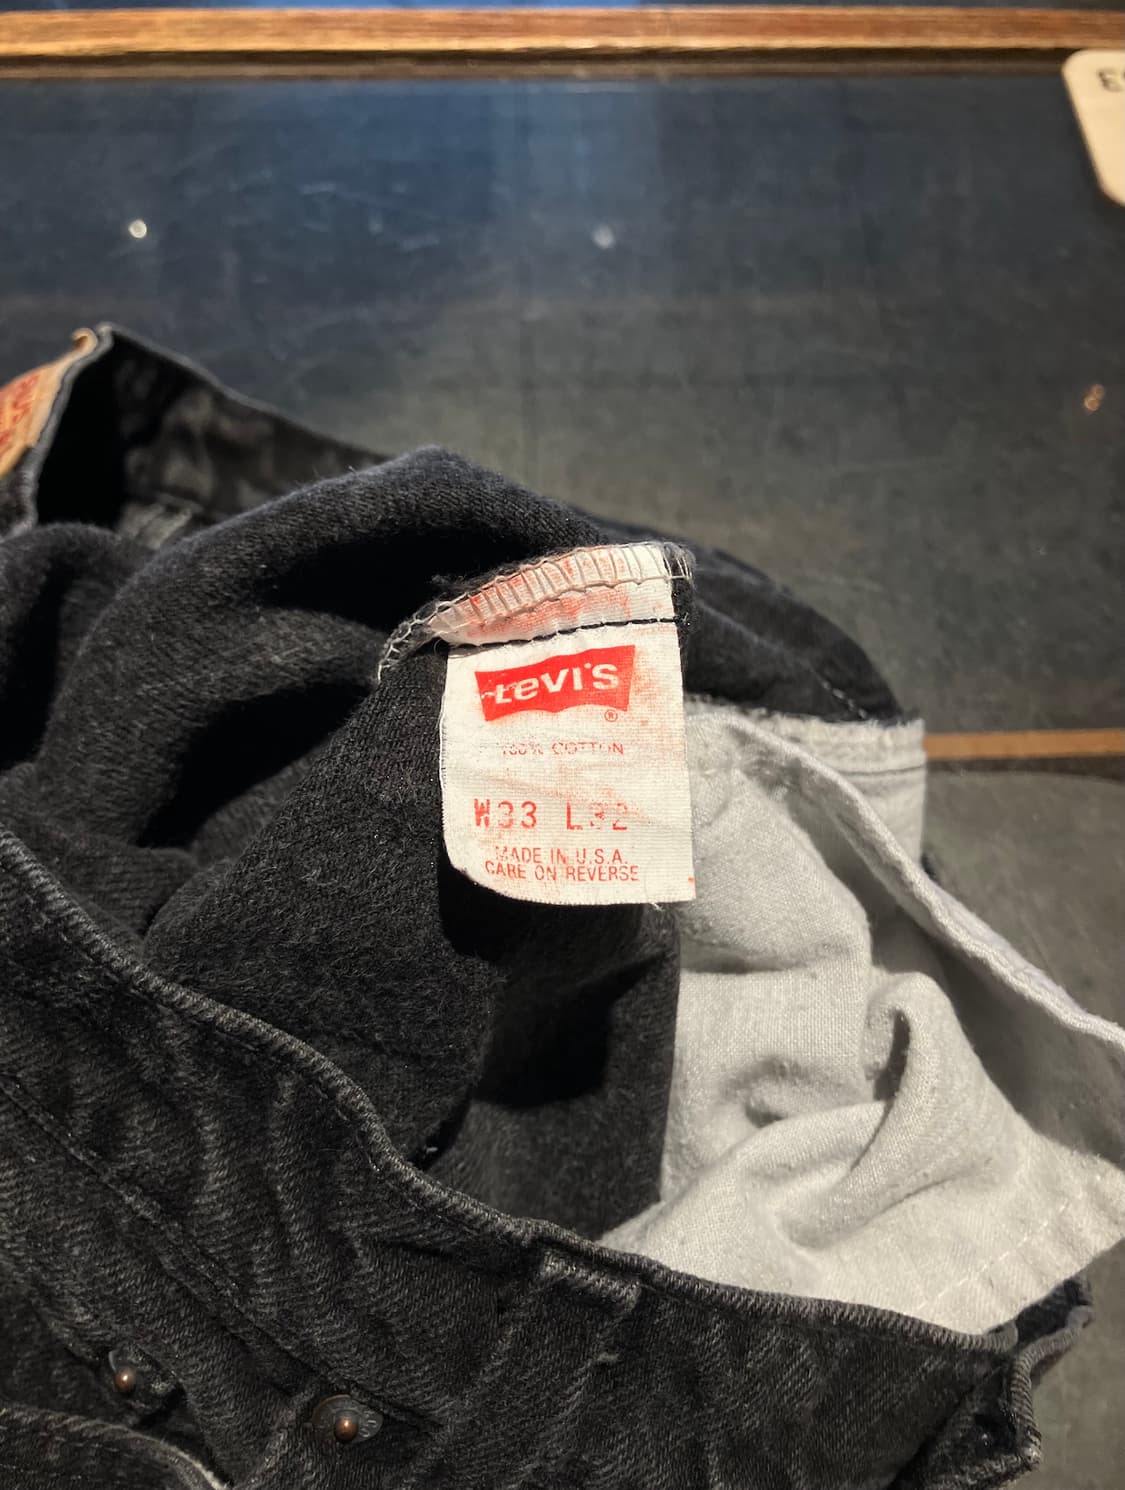 Levi's ®
100% COTTON
W33 L32
MADE IN U.S.A.
CARE ON REVERSE